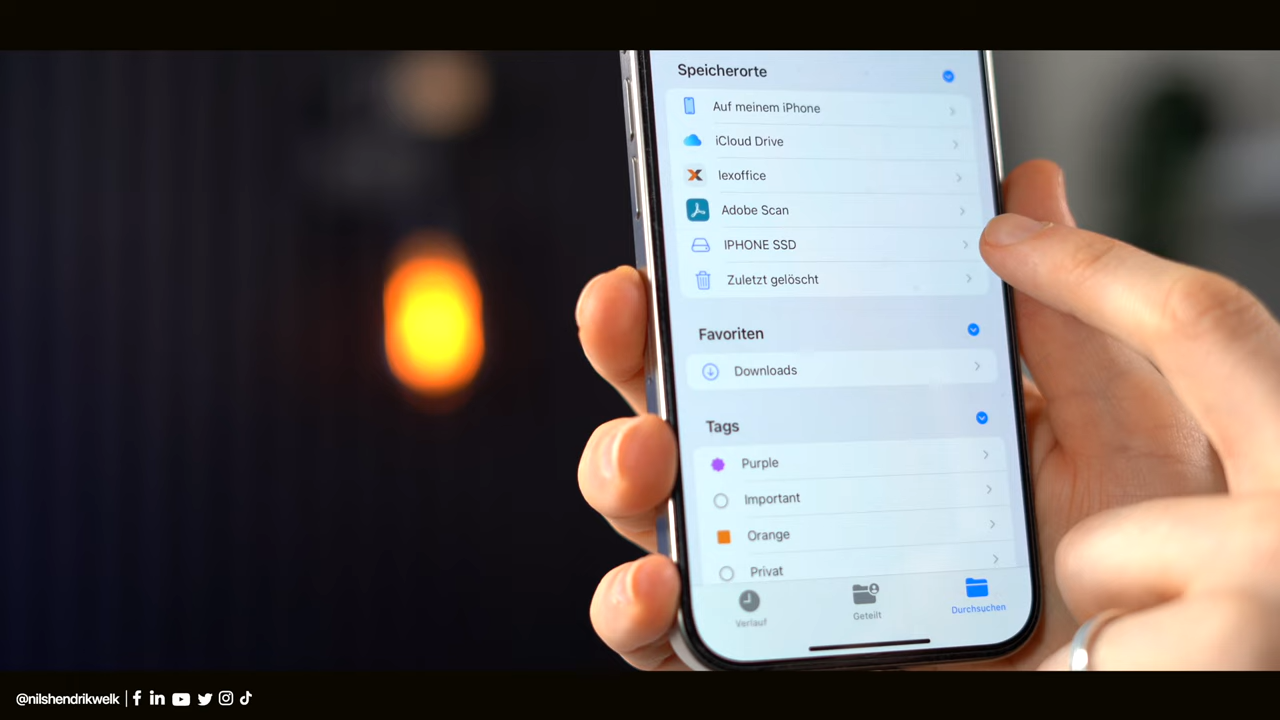 Speicherorte
Auf meinem iPhone
iCloud Drive
lexoffice
Adobe Scan
IPHONE SSD
Zuletzt gelöscht
Favoriten
Downloads
Tags
Purple
Important
Orange
Privat
Verlauf
Geteilt
Durchsuchen
@nilshendrikwelk